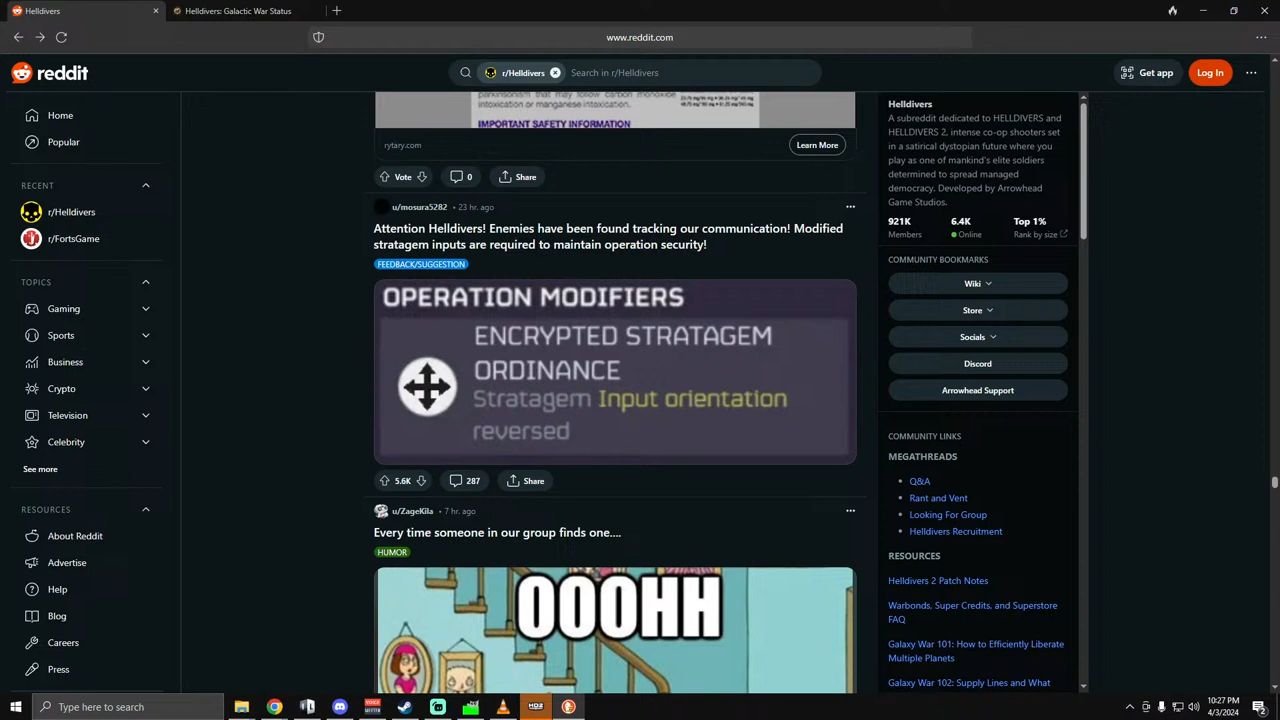 Helldivers
Helldivers: Galactic War Status
www.reddit.com
reddit
r/Helldivers
Search in r/Helldivers
Get app
Log In
Home
Popular
RECENT
r/Helldivers
r/FortsGame
TOPICS
Gaming
Sports
Business
Crypto
Television
Celebrity
See more
RESOURCES
About Reddit
Advertise
Help
Blog
Careers
Press
parkinsonism that may follow carbon monoxide
intoxication or manganese intoxication.
IMPORTANT SAFETY INFORMATION
rytary.com
Learn More
Vote
0
Share
u/mosura5282 • 23 hr. ago
Attention Helldivers! Enemies have been found tracking our communication! Modified
stratagem inputs are required to maintain operation security!
FEEDBACK/SUGGESTION
OPERATION MODIFIERS
ENCRYPTED STRATAGEM
ORDINANCE
Stratagem Input orientation
reversed
5.6K
287
Share
u/ZageKila • 7 hr. ago
Every time someone in our group finds one....
HUMOR
OOOHH
Helldivers
A subreddit dedicated to HELLDIVERS and
HELLDIVERS 2, intense co-op shooters set
in a satirical dystopian future where you
play as one of mankind's elite soldiers
determined to spread managed
democracy. Developed by Arrowhead
Game Studios.
921K
6.4K
Top 1%
Members
Online
Rank by size
COMMUNITY BOOKMARKS
Wiki
Store
Socials
Discord
Arrowhead Support
COMMUNITY LINKS
MEGATHREADS
Q&A
Rant and Vent
Looking For Group
Helldivers Recruitment
RESOURCES
Helldivers 2 Patch Notes
Warbonds, Super Credits, and Superstore
FAQ
Galaxy War 101: How to Efficiently Liberate
Multiple Planets
Galaxy War 102: Supply Lines and What
Type here to search
10:27 PM
4/3/2024